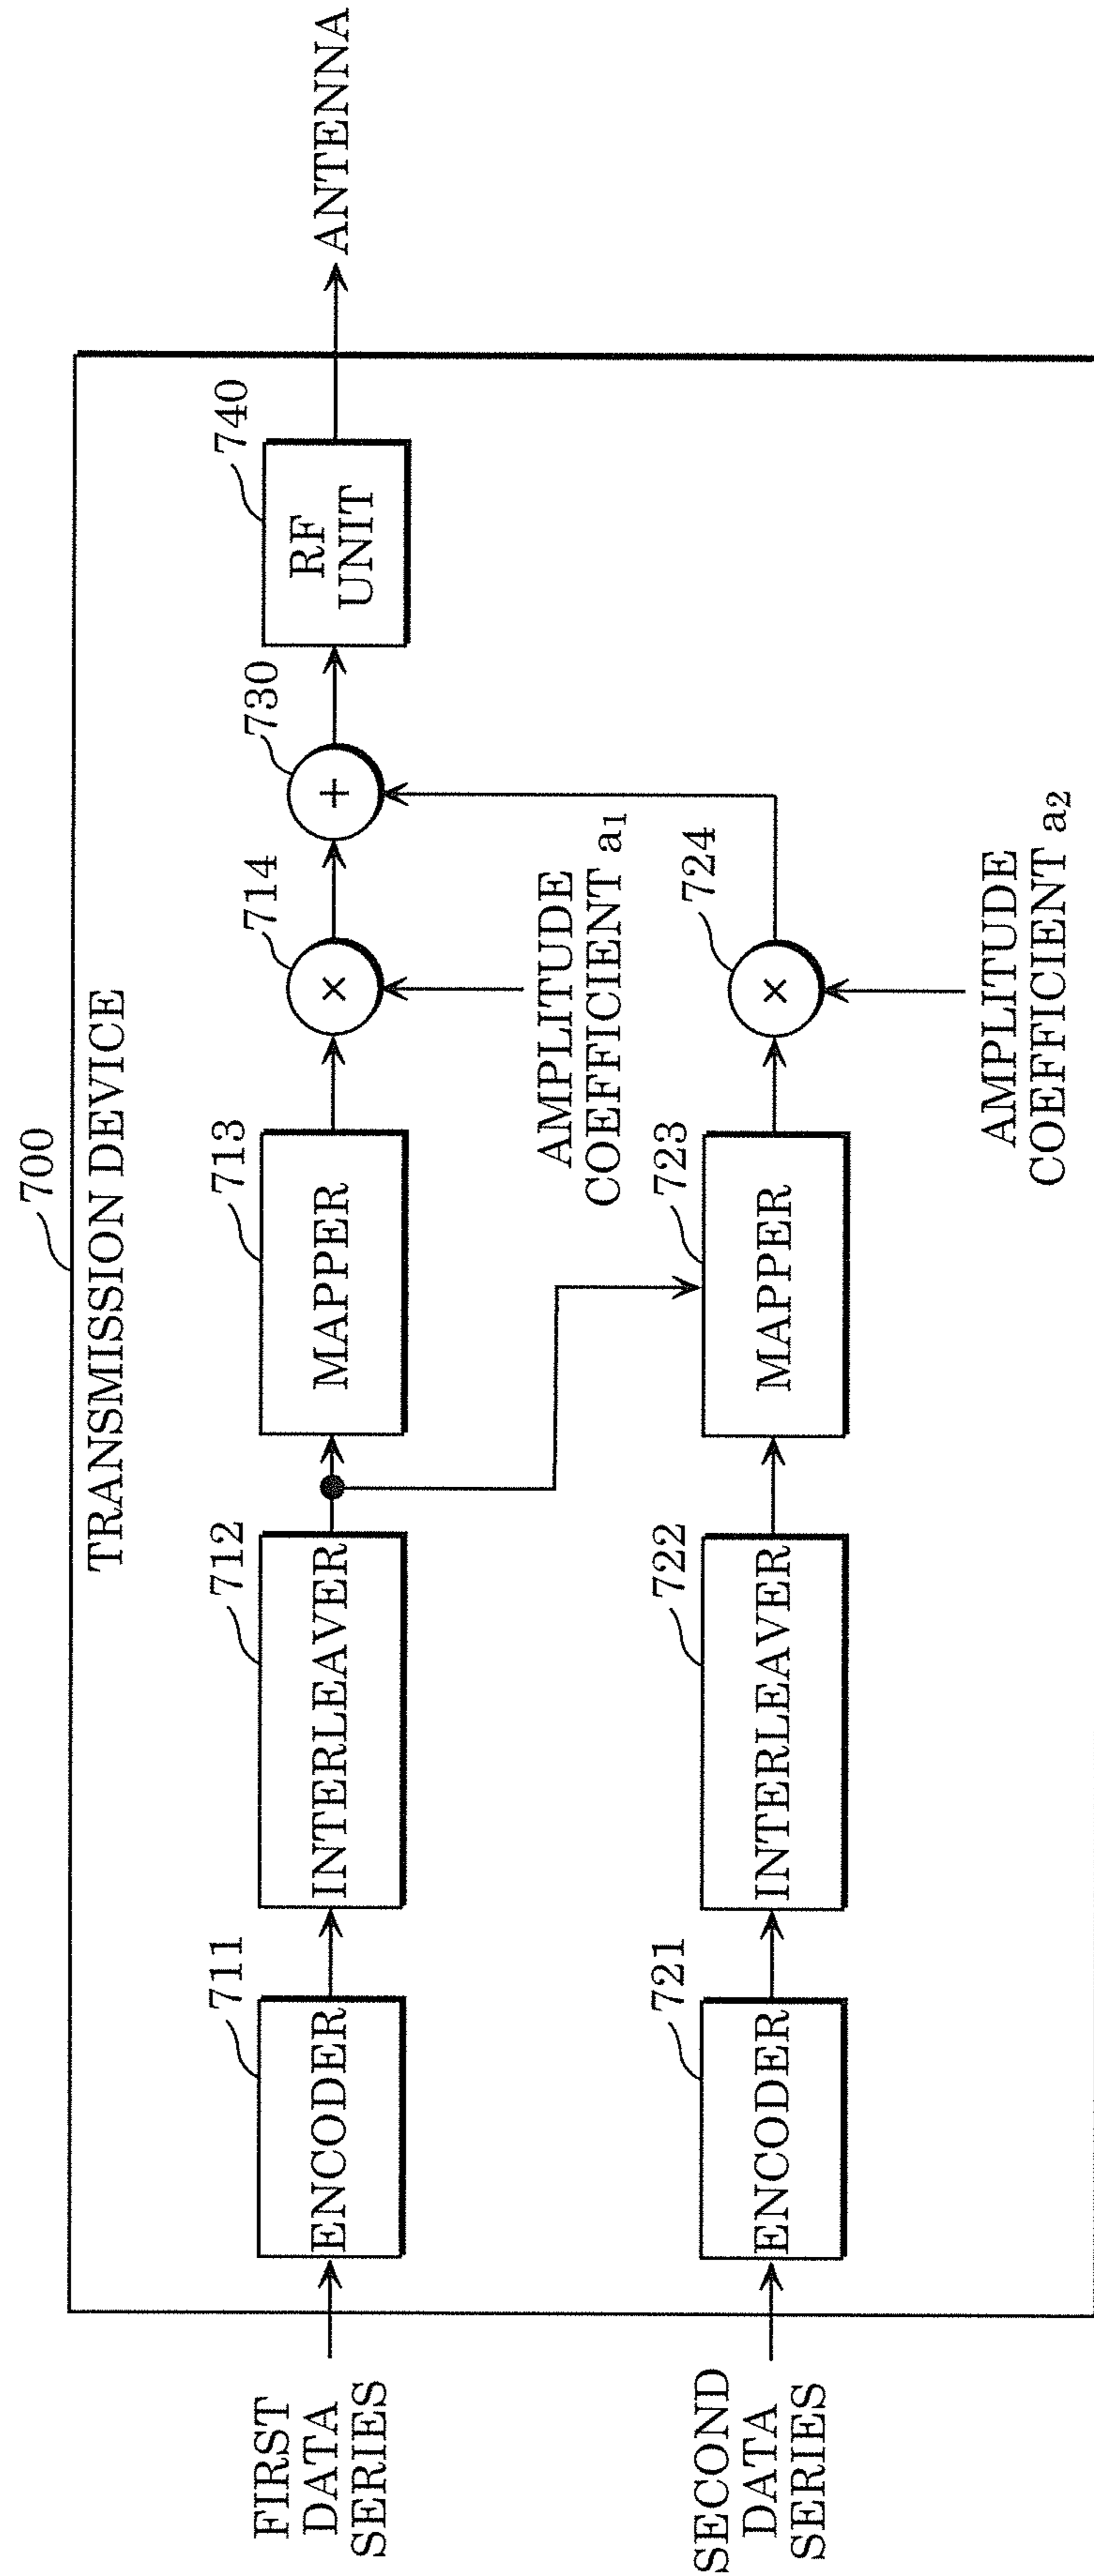 700
TRANSMISSION DEVICE
FIRST
DATA
SERIES
711
ENCODER
712
INTERLEAVER
713
MAPPER
714
×
AMPLITUDE
COEFFICIENT a1
730
+
740
RF
UNIT
ANTENNA
SECOND
DATA
SERIES
721
ENCODER
722
INTERLEAVER
723
MAPPER
724
×
AMPLITUDE
COEFFICIENT a2